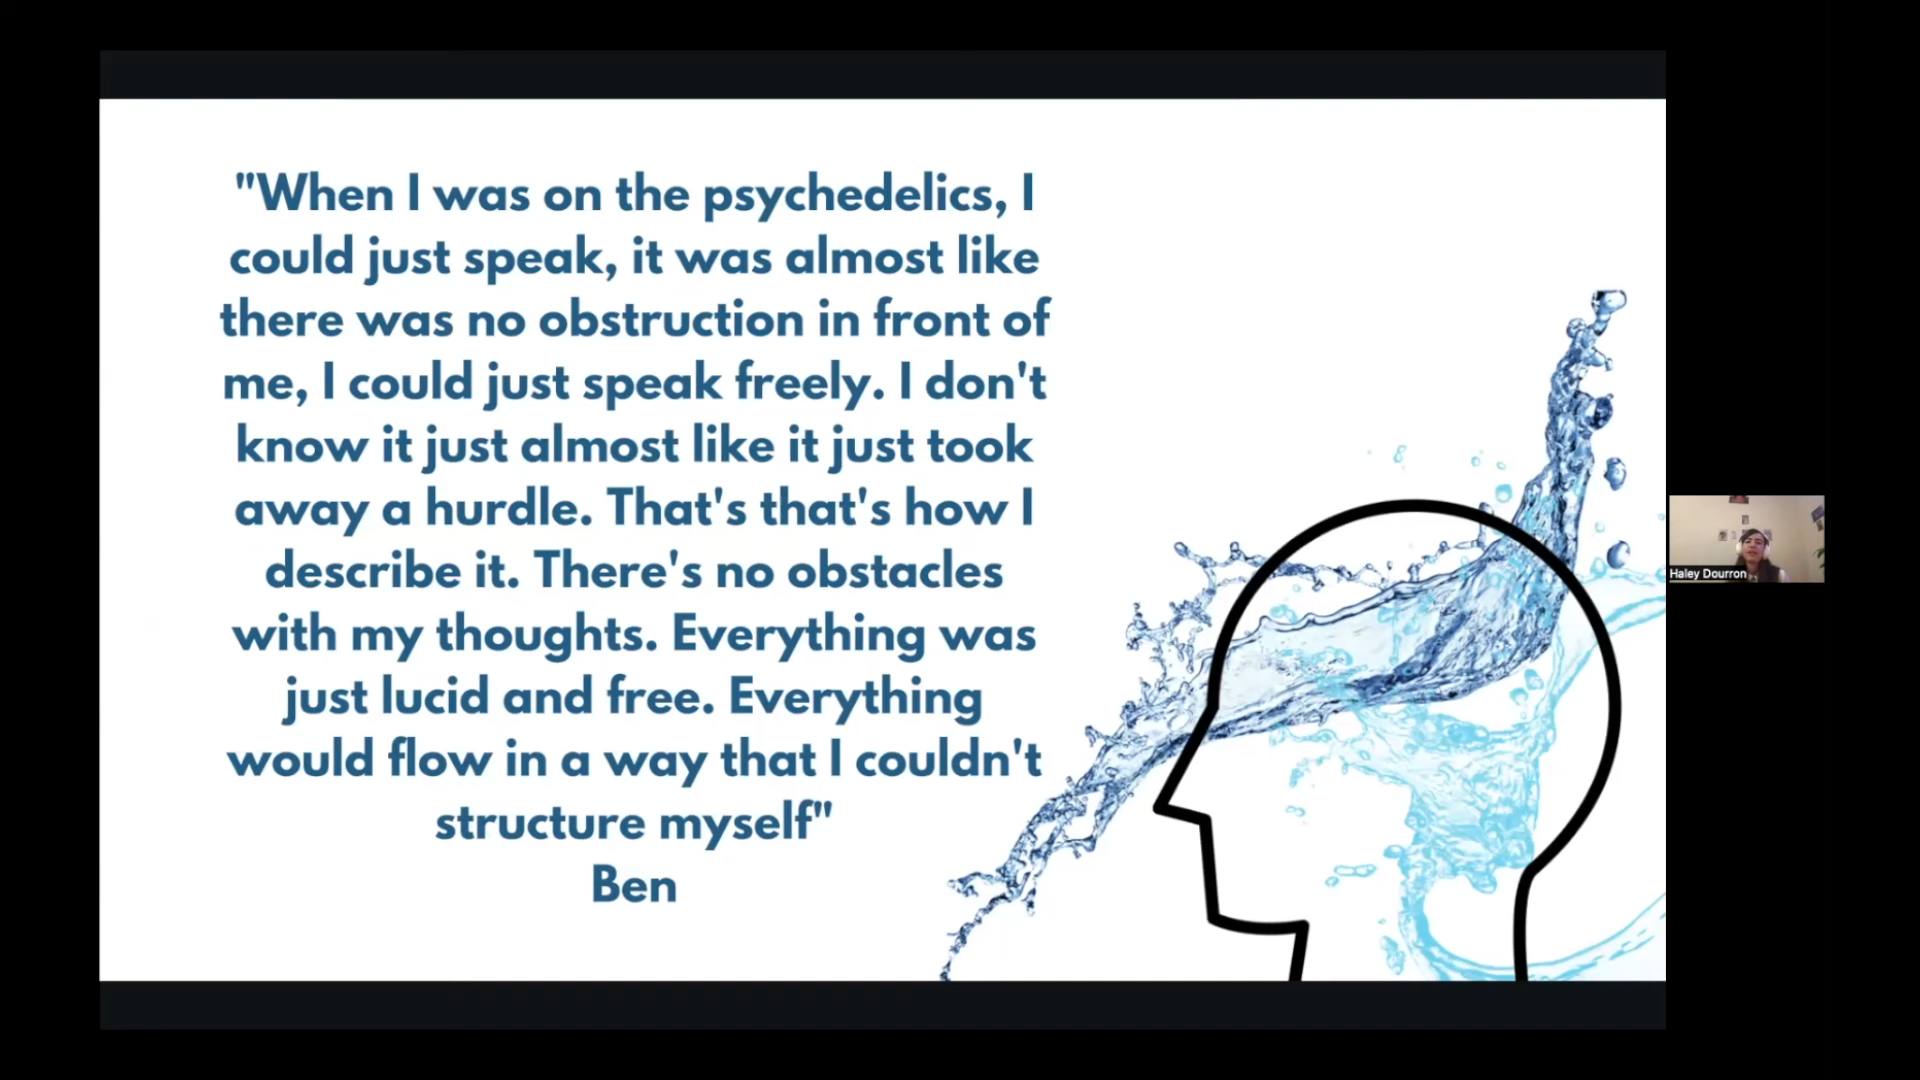 "When I was on the psychedelics, I
could just speak, it was almost like
there was no obstruction in front of
me, I could just speak freely. I don't
know it just almost like it just took
away a hurdle. That's that's how I
describe it. There's no obstacles
with my thoughts. Everything was
just lucid and free. Everything
would flow in a way that I couldn't
structure myself"
Ben
Haley Dourron